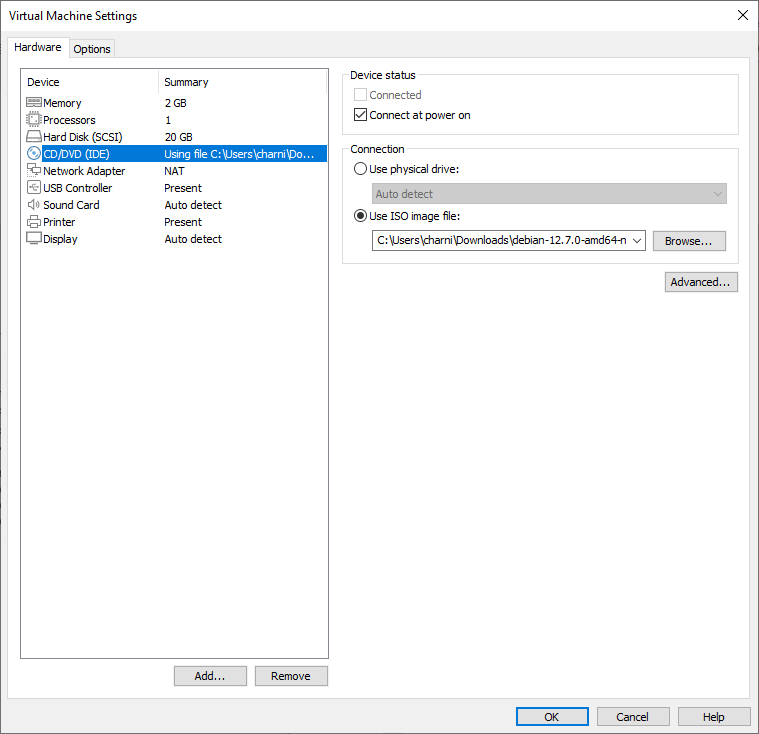 Virtual Machine Settings
Hardware Options
Device Summary
Memory 2 GB
Processors 1
Hard Disk (SCSI) 20 GB
CD/DVD (IDE) Using file C:\Users\charni\Do...
Network Adapter NAT
USB Controller Present
Sound Card Auto detect
Printer Present
Display Auto detect
Add... Remove
Device status
Connected
Connect at power on
Connection
Use physical drive:
Auto detect
Use ISO image file:
C:\Users\charni\Downloads\debian-12.7.0-amd64-n Browse...
Advanced...
OK Cancel Help